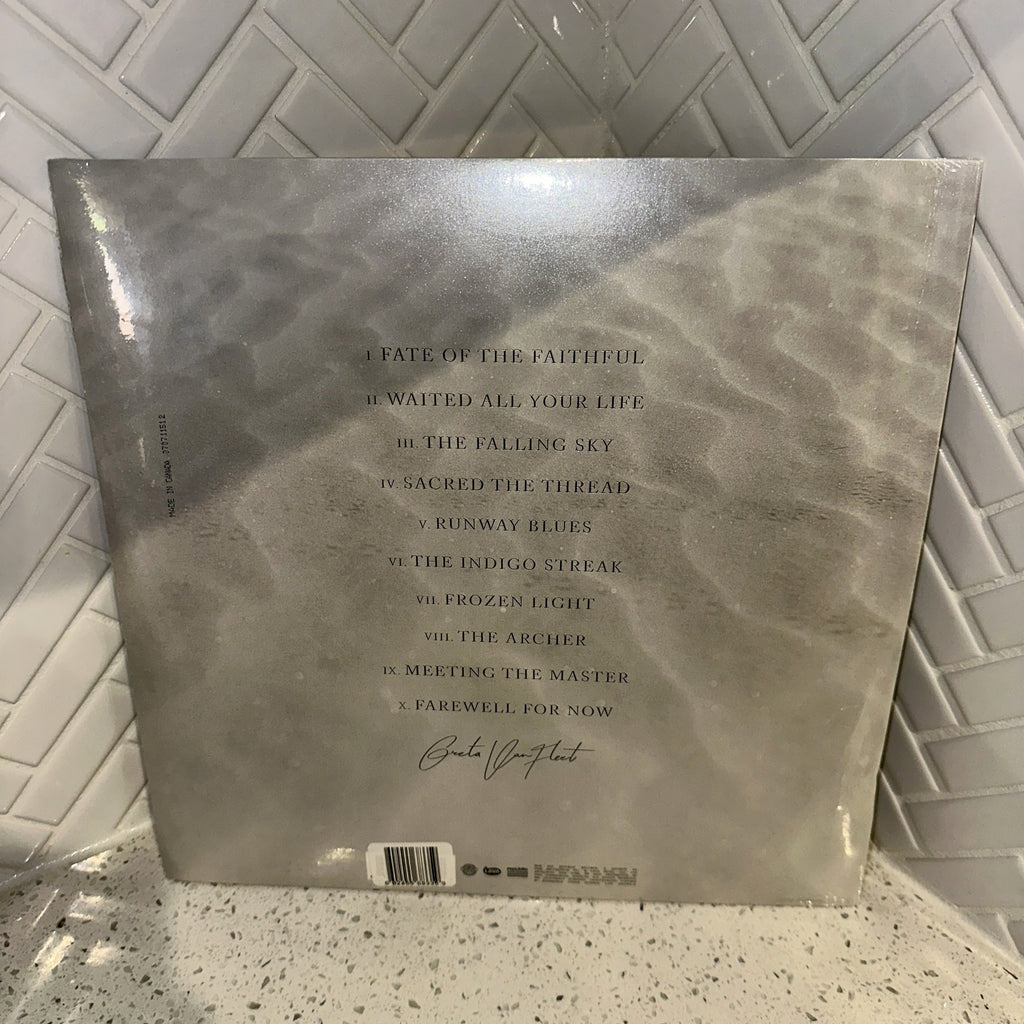 I. FATE OF THE FAITHFUL
II. WAITED ALL YOUR LIFE
III. THE FALLING SKY
IV. SACRED THE THREAD
V. RUNWAY BLUES
VI. THE INDIGO STREAK
VII. FROZEN LIGHT
VIII. THE ARCHER
IX. MEETING THE MASTER
X. FAREWELL FOR NOW
Greta Van Fleet
MADE IN CANADA